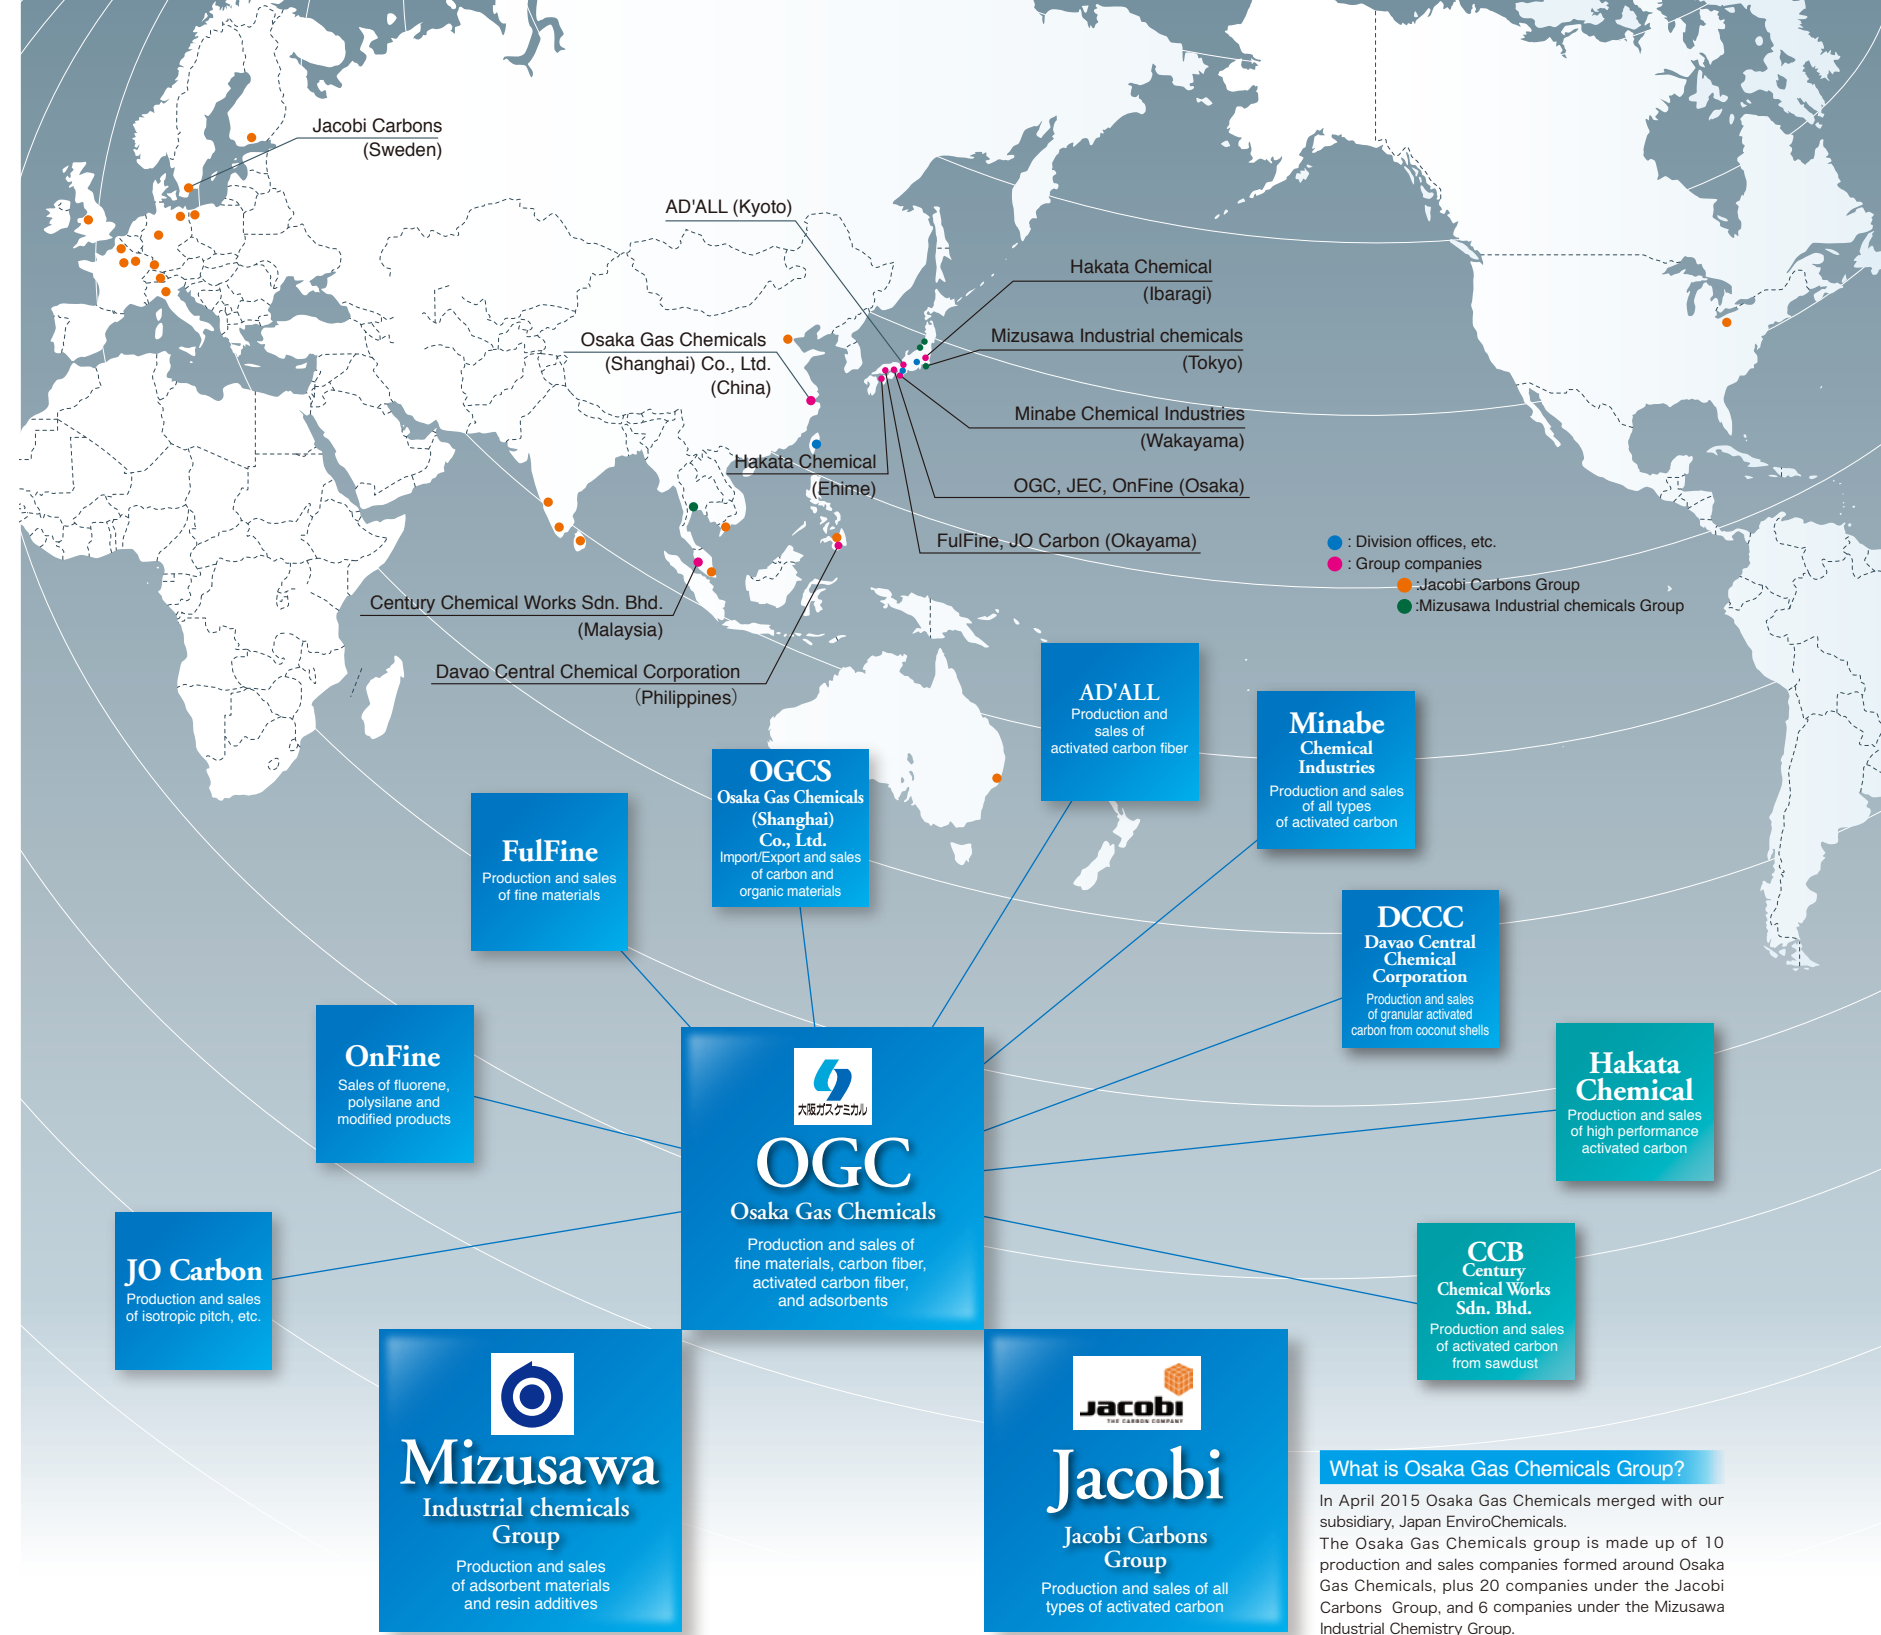 Jacobi Carbons
(Sweden)
AD'ALL (Kyoto)
Hakata Chemical
(Ibaragi)
Osaka Gas Chemicals
(Shanghai) Co., Ltd.
(China)
Mizusawa Industrial chemicals
(Tokyo)
Minabe Chemical Industries
(Wakayama)
Hakata Chemical
(Ehime)
OGC, JEC, OnFine (Osaka)
FulFine, JO Carbon (Okayama)
: Division offices, etc.
: Group companies
:Jacobi Carbons Group
:Mizusawa Industrial chemicals Group
Century Chemical Works Sdn. Bhd.
(Malaysia)
Davao Central Chemical Corporation
(Philippines)
AD'ALL
Production and
sales of
activated carbon fiber
Minabe
Chemical
Industries
Production and sales
of all types
of activated carbon
OGCS
Osaka Gas Chemicals
(Shanghai)
Co., Ltd.
Import/Export and sales
of carbon and
organic materials
FulFine
Production and sales
of fine materials
DCCC
Davao Central
Chemical
Corporation
Production and sales
of granular activated
carbon from coconut shells
OnFine
Sales of fluorene,
polysilane and
modified products
Hakata
Chemical
Production and sales
of high performance
activated carbon
大阪ガスケミカル
OGC
Osaka Gas Chemicals
Production and sales of
fine materials, carbon fiber,
activated carbon fiber,
and adsorbents
JO Carbon
Production and sales
of isotropic pitch, etc.
CCB
Century
Chemical Works
Sdn. Bhd.
Production and sales
of activated carbon
from sawdust
Mizusawa
Industrial chemicals
Group
Production and sales
of adsorbent materials
and resin additives
Jacobi
THE CARBON COMPANY
Jacobi
Jacobi Carbons
Group
Production and sales of all
types of activated carbon
What is Osaka Gas Chemicals Group?
In April 2015 Osaka Gas Chemicals merged with our
subsidiary, Japan EnviroChemicals.
The Osaka Gas Chemicals group is made up of 10
production and sales companies formed around Osaka
Gas Chemicals, plus 20 companies under the Jacobi
Carbons Group, and 6 companies under the Mizusawa
Industrial Chemistry Group.